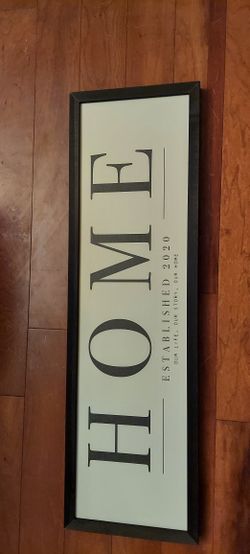 HOME
ESTABLISHED 2020
OUR LIFE, OUR STORY, OUR HOME